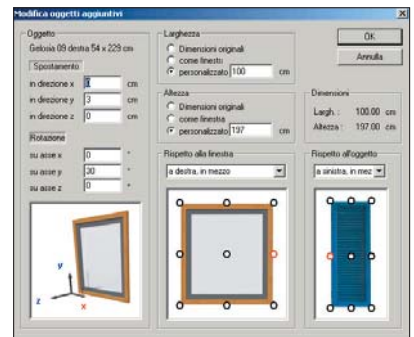 Modifica oggetti aggiuntivi
Oggetto
Gelosia 09 destra 54 x 229 cm
Spostamento
in direzione x cm
in direzione y 3 cm
in direzione z 0 cm
Rotazione
su asse x 0 °
su asse y 30 °
su asse z 0 °
y
z
x
Larghezza
Dimensioni originali
come finestra
personalizzato 100 cm
Altezza
Dimensioni originali
come finestra
personalizzato 197 cm
Rispetto alla finestra
a destra, in mezzo
OK
Annulla
Dimensioni
Largh. : 100.00 cm
Altezza : 197.00 cm
Rispetto all'oggetto
a sinistra, in mez